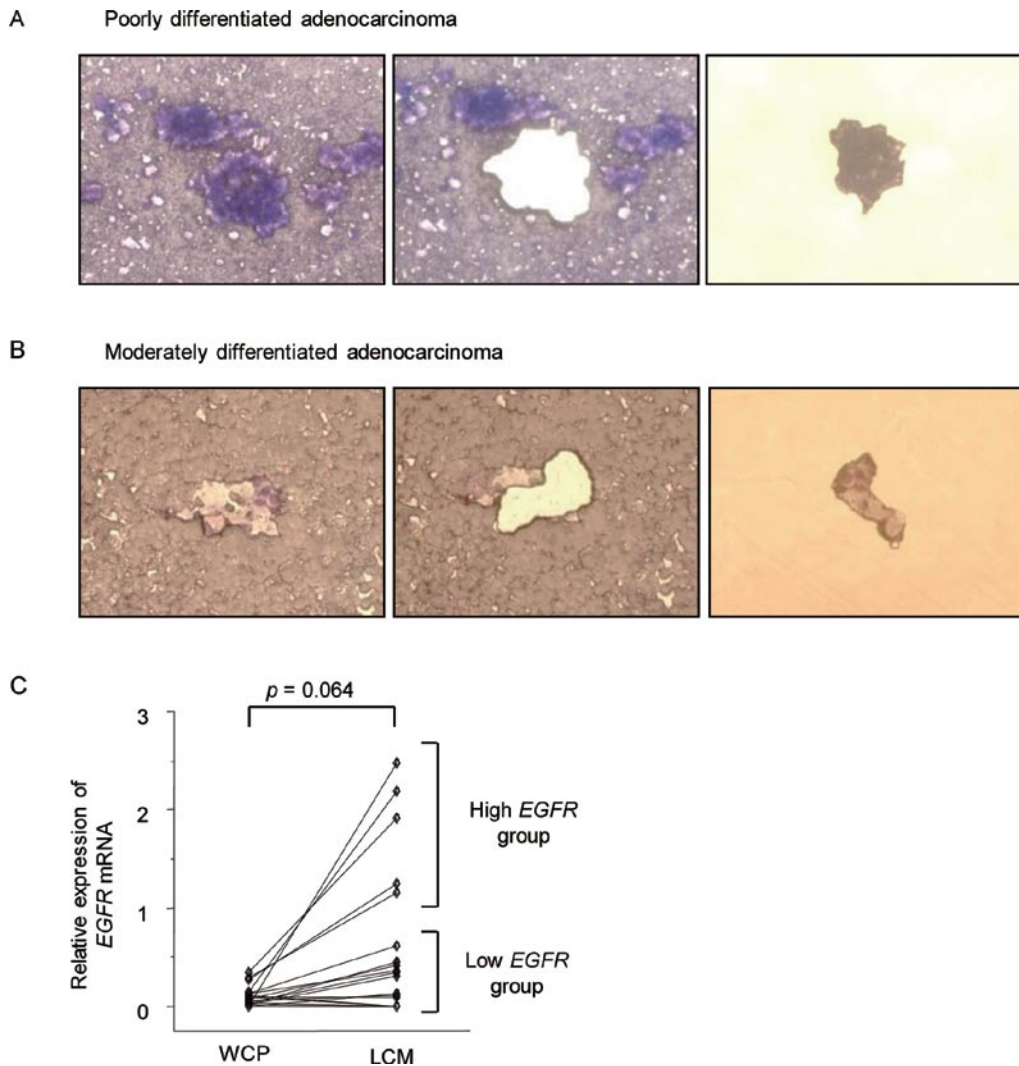 A Poorly differentiated adenocarcinoma
B Moderately differentiated adenocarcinoma
C
p = 0.064
3
2
1
0
Relative expression of
EGFR mRNA
High EGFR
group
Low EGFR
group
WCP LCM